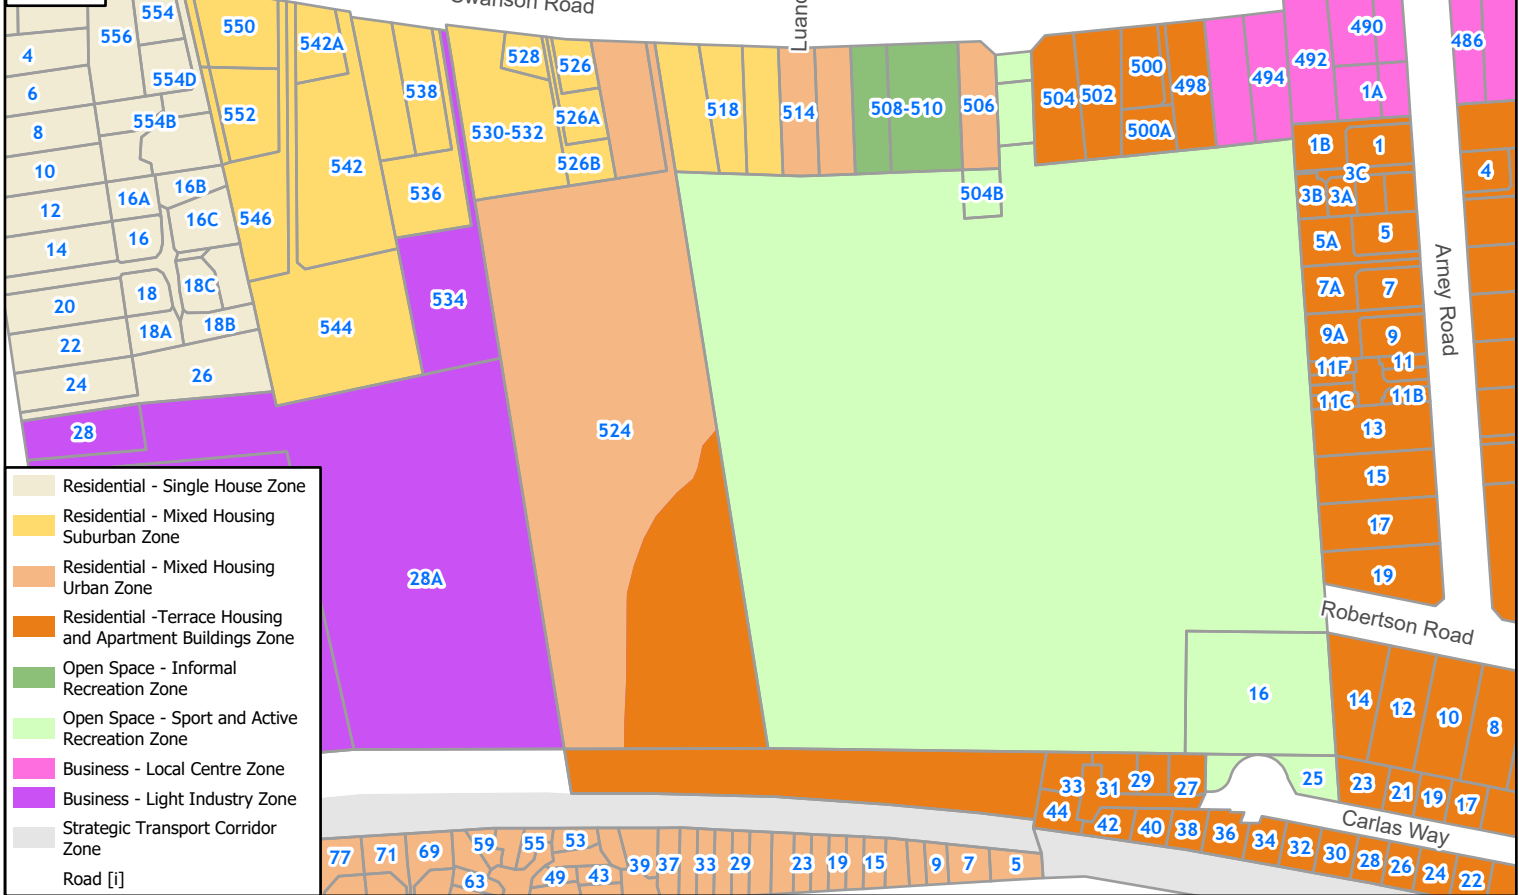 Swanson Road
Luanc
554
550
556
542A
4
554D
6
552
8
554B
10
16B
12
16A
16C
546
14
16
18C
20
18
18B
22
18A
24
26
28
538
542
536
534
544
528
526
530-532
526A
526B
524
28A
518
514
508-510
506
504B
504
502
500
500A
498
494
492
490
1A
486
1B
1
3C
3B
3A
4
5A
5
7A
7
9A
9
11F
11
11C
11B
13
15
17
19
Arney Road
Robertson Road
16
14
12
10
8
25
23
21
19
17
Carlas Way
33
31
29
27
44
42
40
38
36
34
32
30
28
26
24
22
77
71
69
59
55
53
63
49
43
39
37
33
29
23
19
15
9
7
5
Residential - Single House Zone
Residential - Mixed Housing
Suburban Zone
Residential - Mixed Housing
Urban Zone
Residential -Terrace Housing
and Apartment Buildings Zone
Open Space - Informal
Recreation Zone
Open Space - Sport and Active
Recreation Zone
Business - Local Centre Zone
Business - Light Industry Zone
Strategic Transport Corridor
Zone
Road [i]